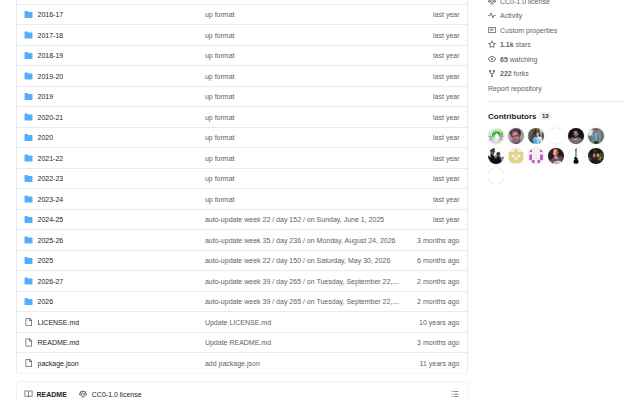 2016-17 up format last year
2017-18 up format last year
2018-19 up format last year
2019-20 up format last year
2019 up format last year
2020-21 up format last year
2020 up format last year
2021-22 up format last year
2022-23 up format last year
2023-24 up format last year
2024-25 auto-update week 22 / day 152 / on Sunday, June 1, 2025 last year
2025-26 auto-update week 35 / day 236 / on Monday, August 24, 2026 3 months ago
2025 auto-update week 22 / day 150 / on Saturday, May 30, 2026 6 months ago
2026-27 auto-update week 39 / day 265 / on Tuesday, September 22,... 2 months ago
2026 auto-update week 39 / day 265 / on Tuesday, September 22,... 2 months ago
LICENSE.md Update LICENSE.md 10 years ago
README.md Update README.md 3 months ago
package.json add package.json 11 years ago
README CC0-1.0 license
CC0-1.0 license
Activity
Custom properties
1.1k stars
65 watching
222 forks
Report repository
Contributors 13